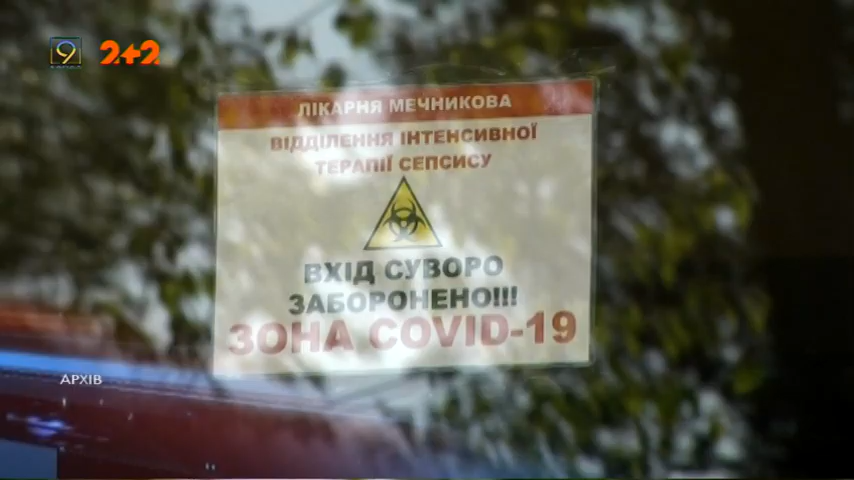 9 2+2
ЛІКАРНЯ МЕЧНИКОВА
ВІДДІЛЕННЯ ІНТЕНСИВНОЇ
ТЕРАПІЇ СЕПСИСУ
ВХІД СУВОРО
ЗАБОРОНЕНО!!!
ЗОНА COVID-19
АРХІВ